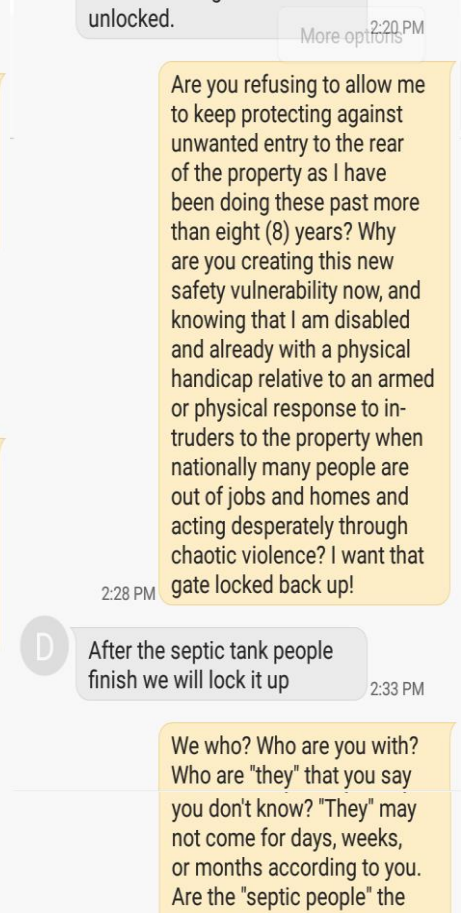 unlocked.
2:20 PM
More options
Are you refusing to allow me
to keep protecting against
unwanted entry to the rear
of the property as I have
been doing these past more
than eight (8) years? Why
are you creating this new
safety vulnerability now, and
knowing that I am disabled
and already with a physical
handicap relative to an armed
or physical response to in-
truders to the property when
nationally many people are
out of jobs and homes and
acting desperately through
chaotic violence? I want that
gate locked back up!
2:28 PM
D
After the septic tank people
finish we will lock it up
2:33 PM
We who? Who are you with?
Who are "they" that you say
you don't know? "They" may
not come for days, weeks,
or months according to you.
Are the "septic people" the